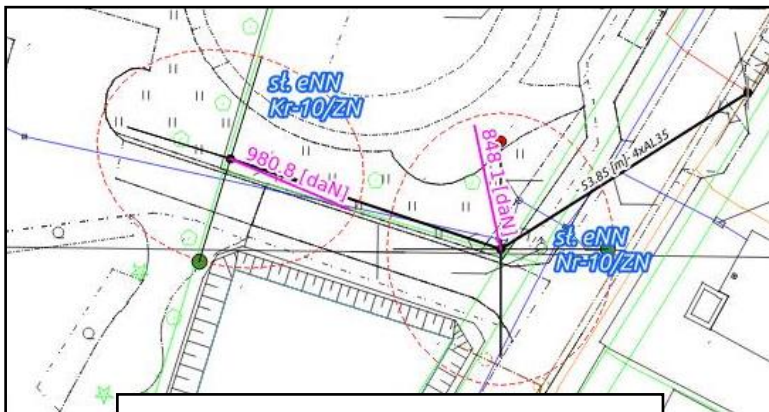 sł. eNN
Kr-10/ZN
980.8 [daN]
848.1 [daN]
53.85 [m]- 4xAL35
sł. eNN
Nr-10/ZN